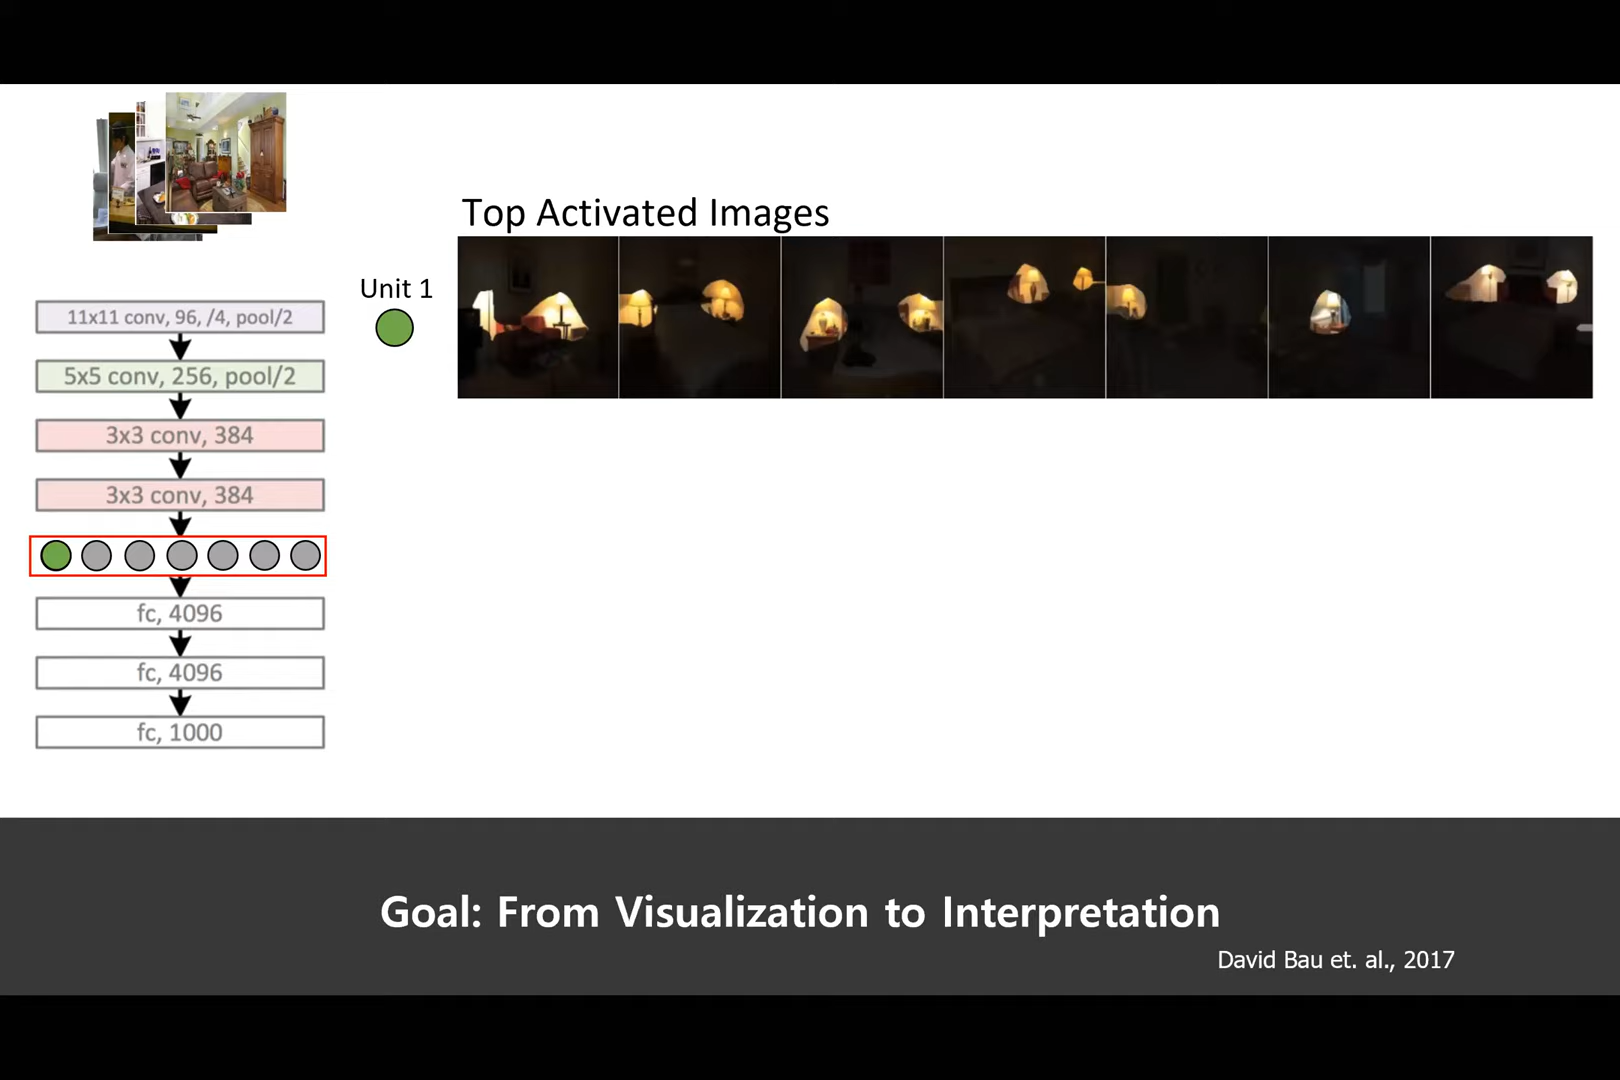 Top Activated Images
Unit 1
11x11 conv, 96, /4, pool/2
5x5 conv, 256, pool/2
3x3 conv, 384
3x3 conv, 384
fc, 4096
fc, 4096
fc, 1000
Goal: From Visualization to Interpretation
David Bau et. al., 2017